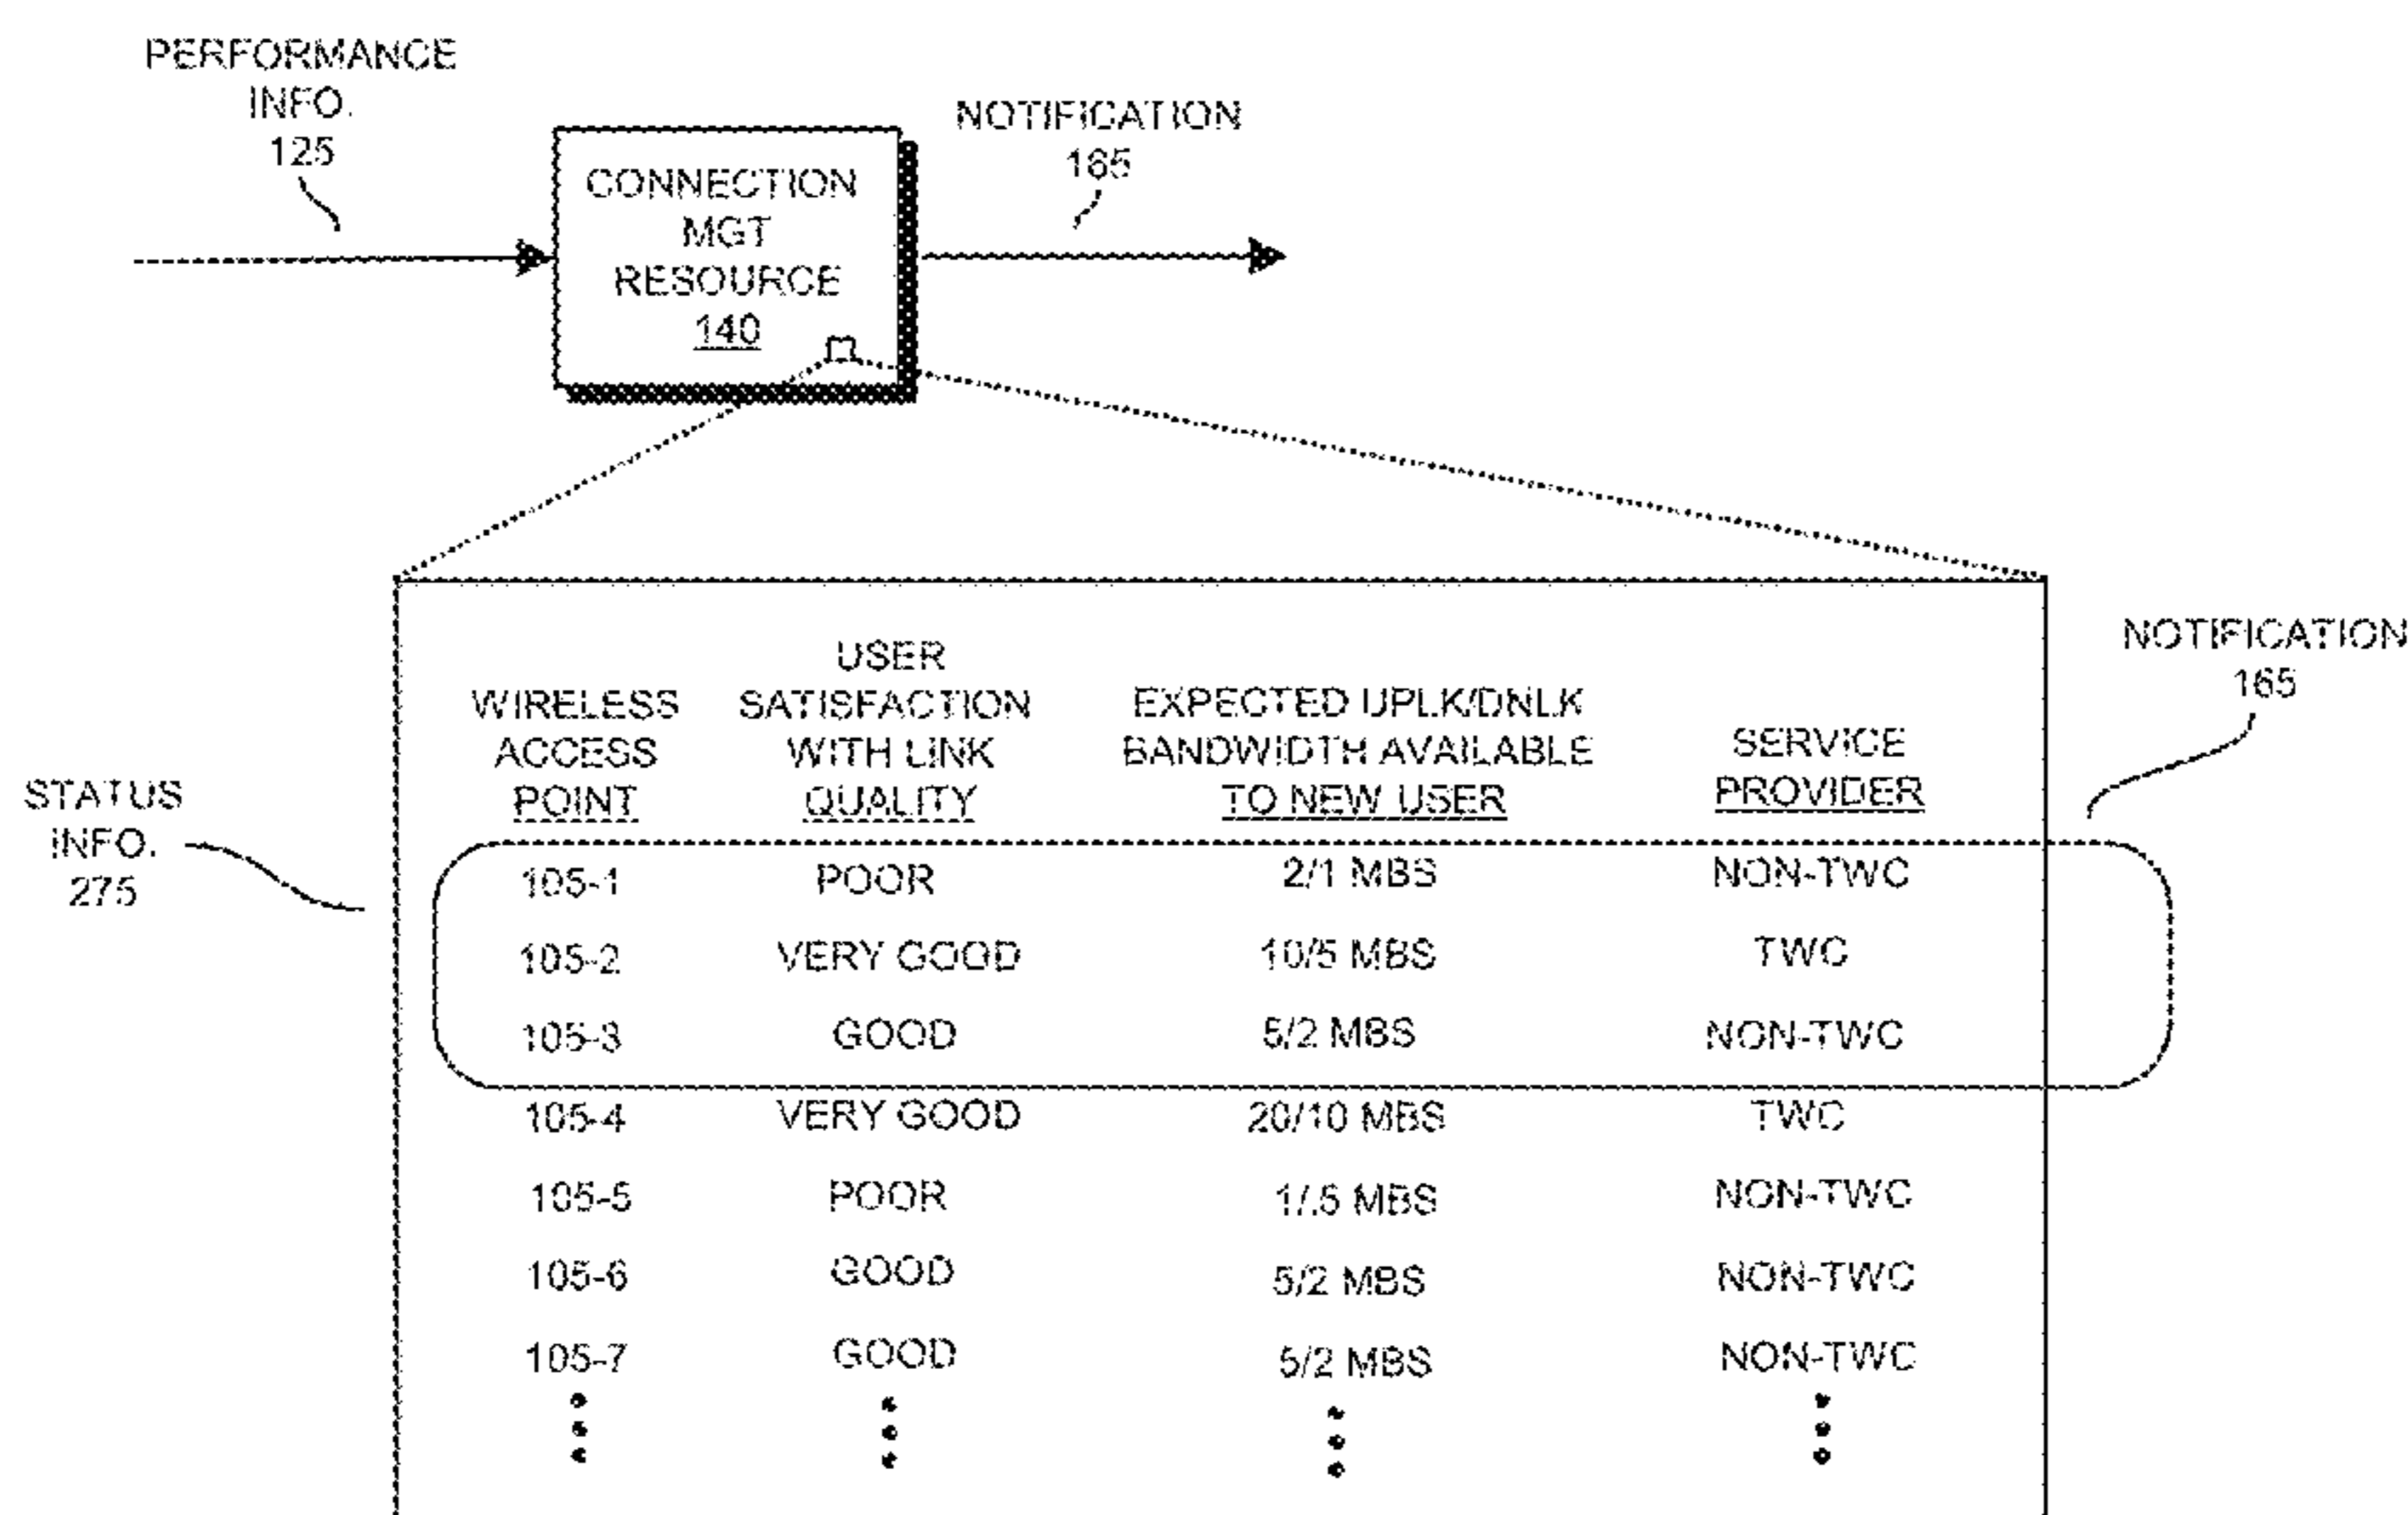 PERFORMANCE
INFO.
125
NOTIFICATION
165
CONNECTION
MGT
RESOURCE
140
NOTIFICATION
165
STATUS
INFO.
275
USER
WIRELESS SATISFACTION EXPECTED UPLK/DNLK
ACCESS WITH LINK BANDWIDTH AVAILABLE SERVICE
POINT QUALITY TO NEW USER PROVIDER
105-1 POOR 2/1 MBS NON-TWC
105-2 VERY GOOD 10/5 MBS TWC
105-3 GOOD 5/2 MBS NON-TWC
105-4 VERY GOOD 20/10 MBS TWC
105-5 POOR 1/.5 MBS NON-TWC
105-6 GOOD 5/2 MBS NON-TWC
105-7 GOOD 5/2 MBS NON-TWC